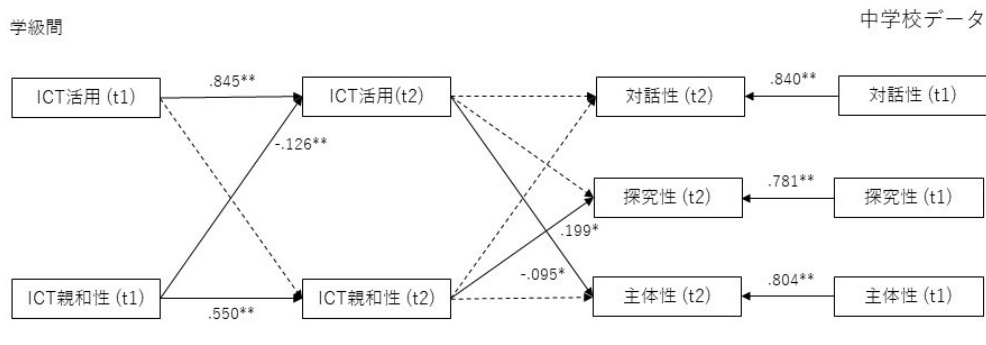 学級間
中学校データ
ICT活用 (t1)
.845**
ICT活用(t2)
対話性 (t2)
.840**
対話性 (t1)
-.126**
探究性 (t2)
.781**
探究性 (t1)
.199*
-.095*
ICT親和性 (t1)
.550**
ICT親和性 (t2)
主体性 (t2)
.804**
主体性 (t1)